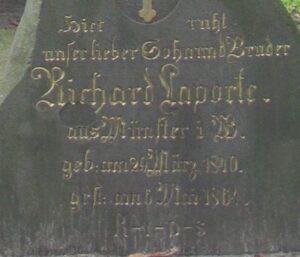 Hier ruht
unser lieber Sohn und Bruder
Richard Laporte.
aus Münster i. W.
geb: am 29 März 1840.
gest: am 6 Mai 1864.
R-I-P-S